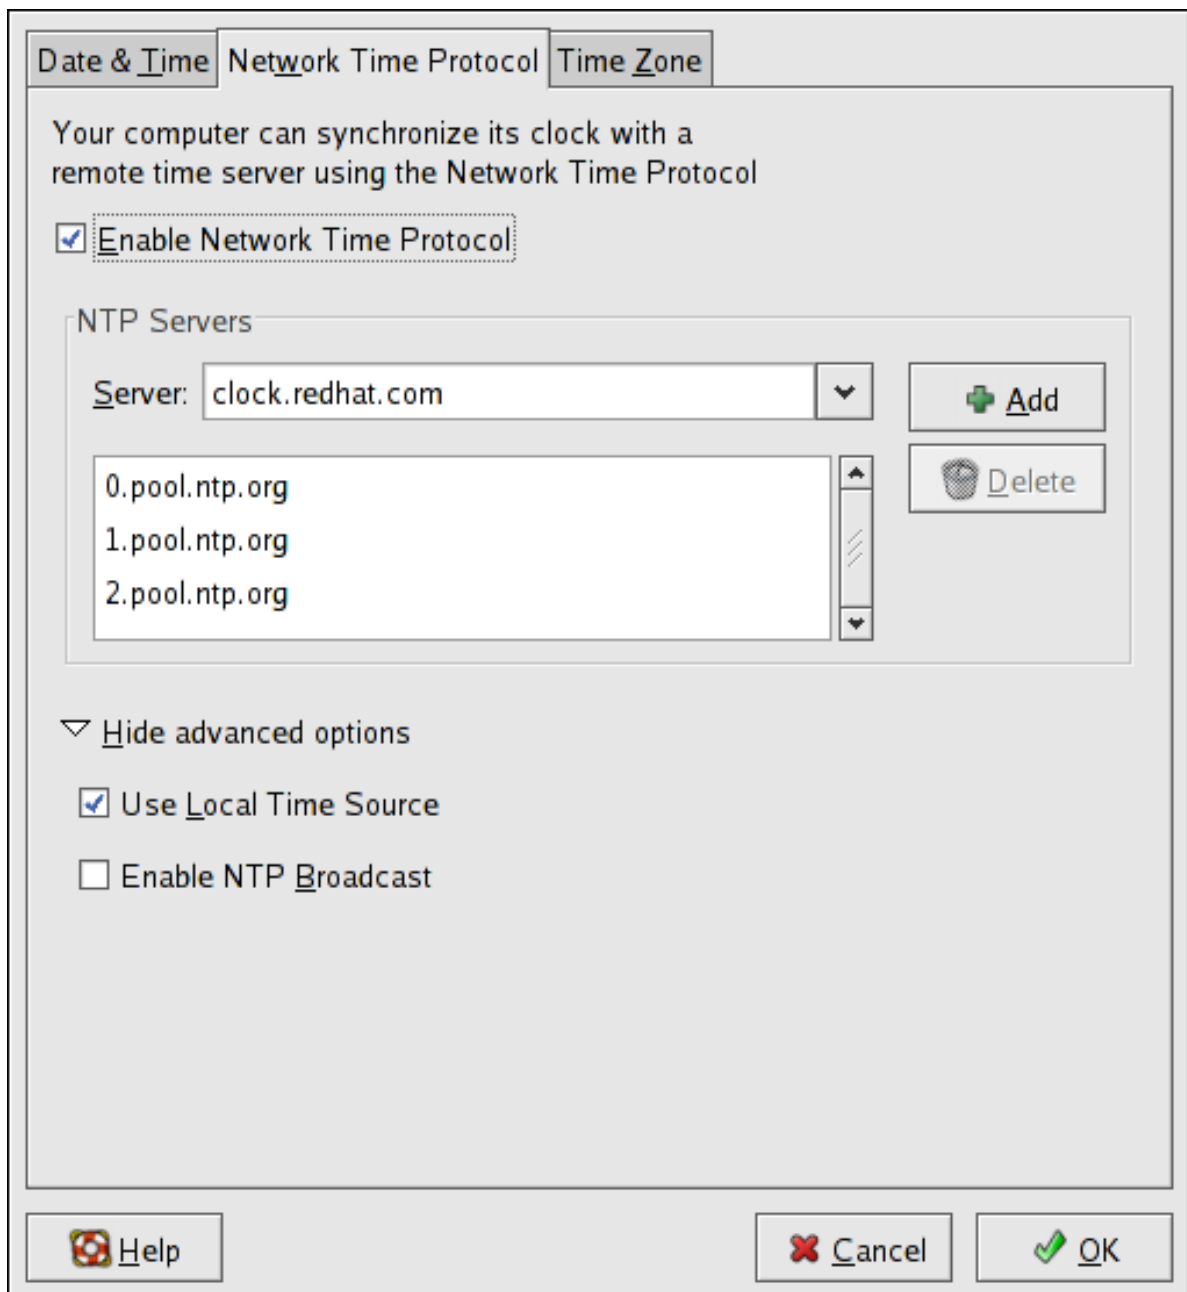 Date & Time
Network Time Protocol
Time Zone
Your computer can synchronize its clock with a
remote time server using the Network Time Protocol
Enable Network Time Protocol
NTP Servers
Server:
clock.redhat.com
Add
0.pool.ntp.org
1.pool.ntp.org
2.pool.ntp.org
Delete
Hide advanced options
Use Local Time Source
Enable NTP Broadcast
Help
Cancel
OK